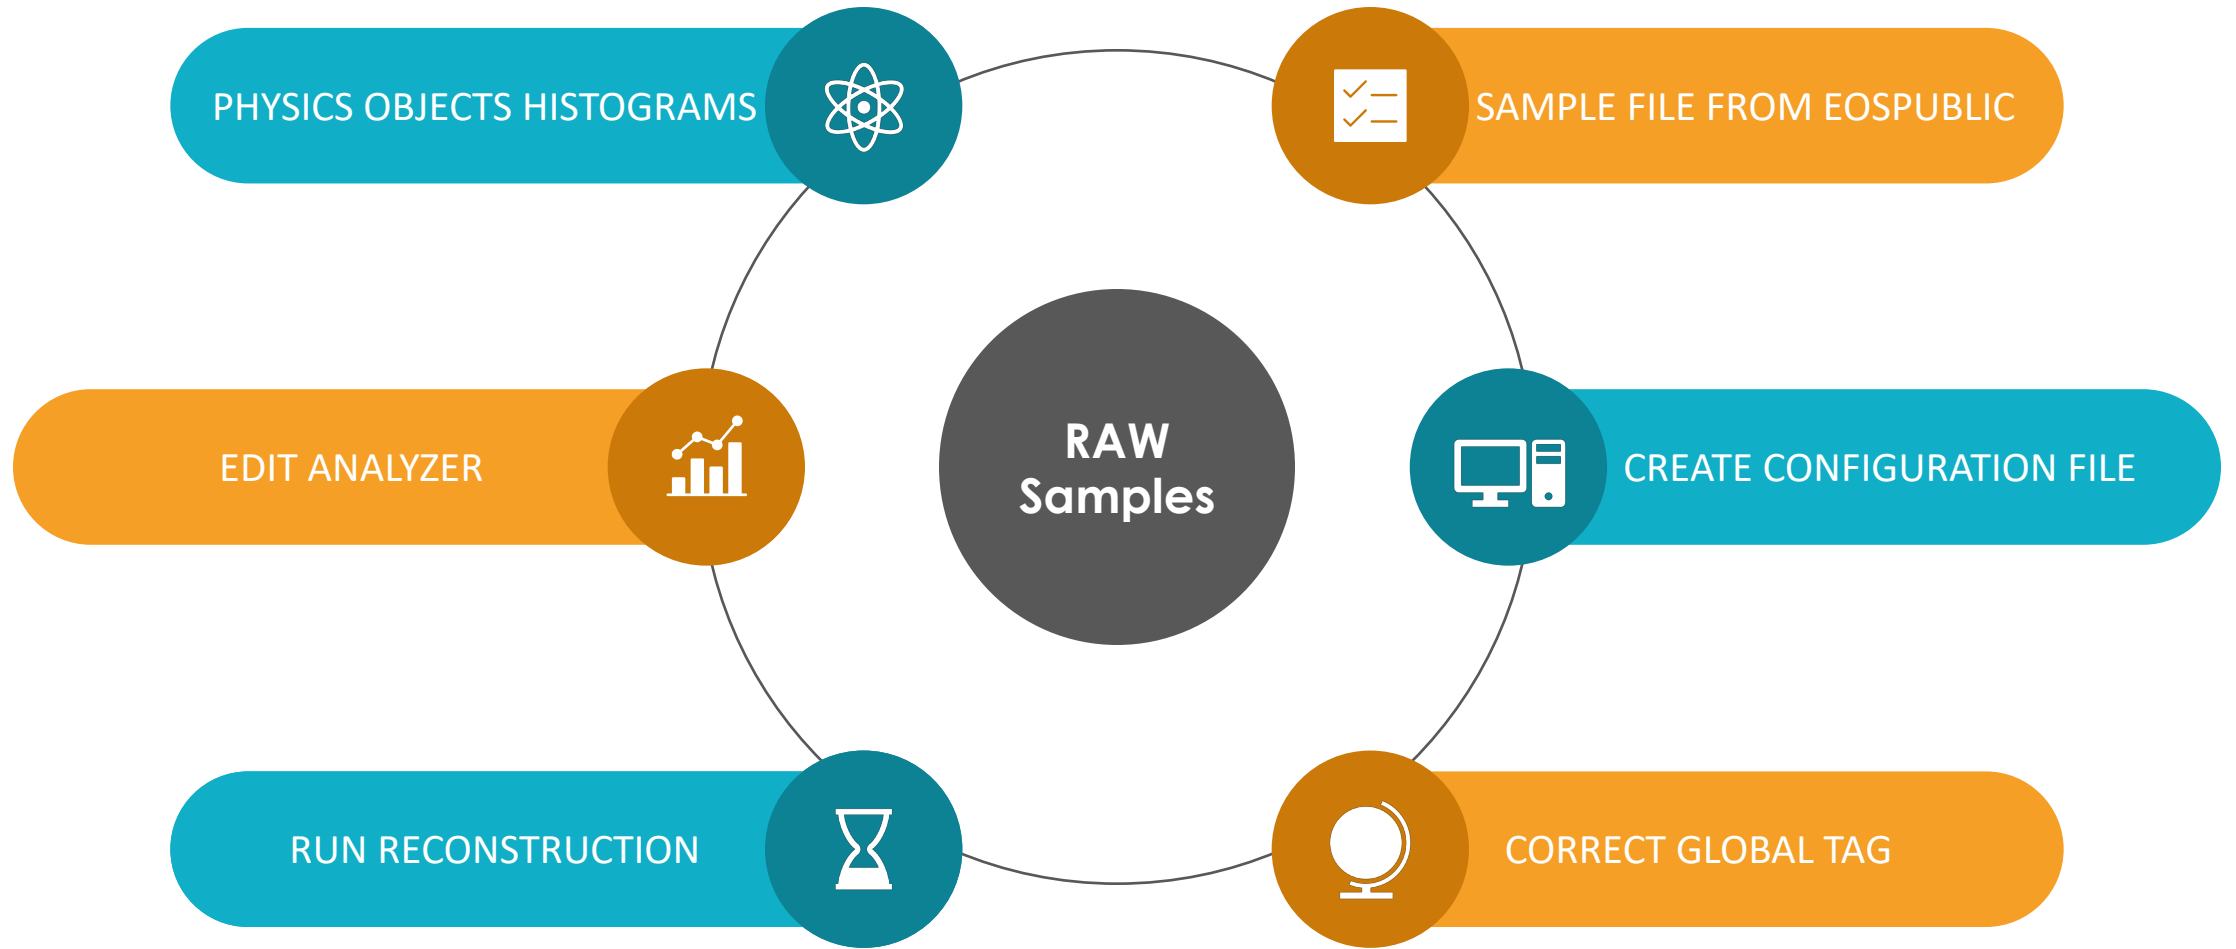 PHYSICS OBJECTS HISTOGRAMS
SAMPLE FILE FROM EOSPUBLIC
EDIT ANALYZER
RAW
Samples
CREATE CONFIGURATION FILE
RUN RECONSTRUCTION
CORRECT GLOBAL TAG